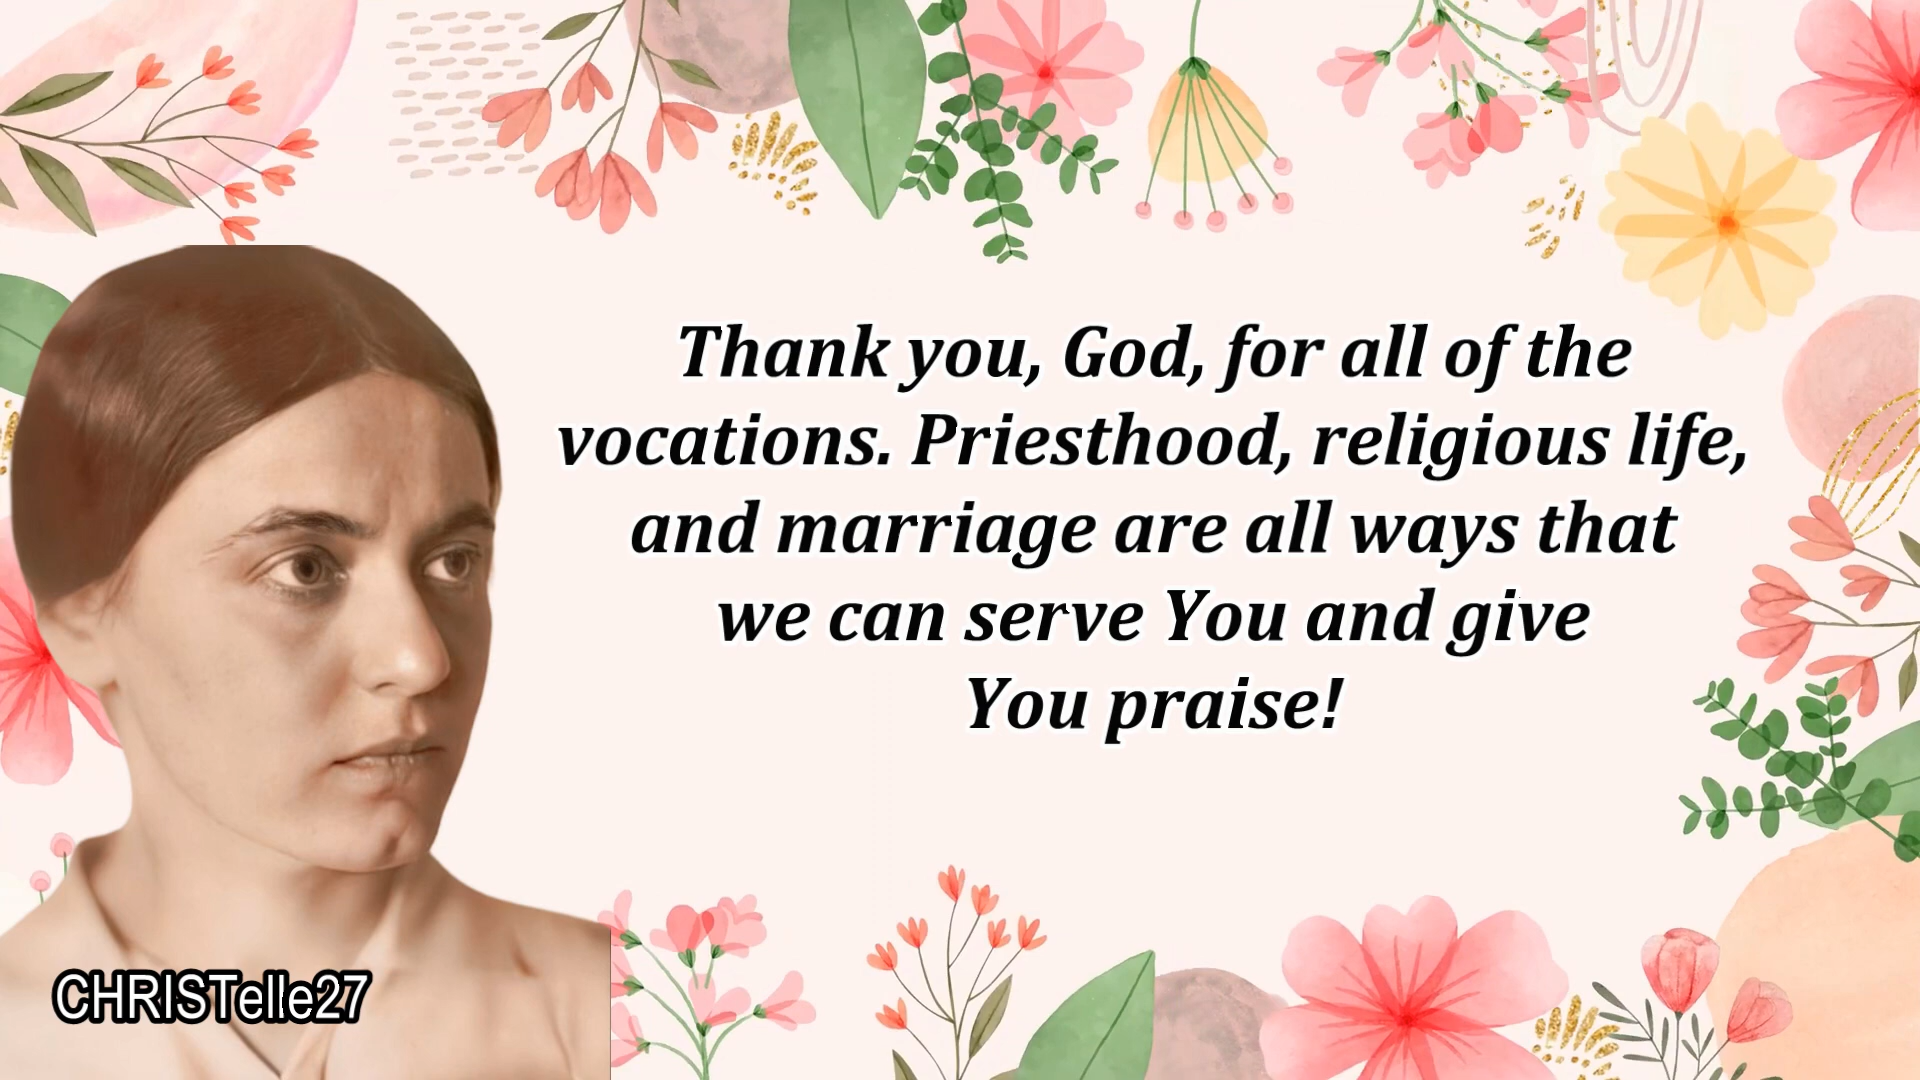 Thank you, God, for all of the
vocations. Priesthood, religious life,
and marriage are all ways that
we can serve You and give
You praise!
CHRISTelle27